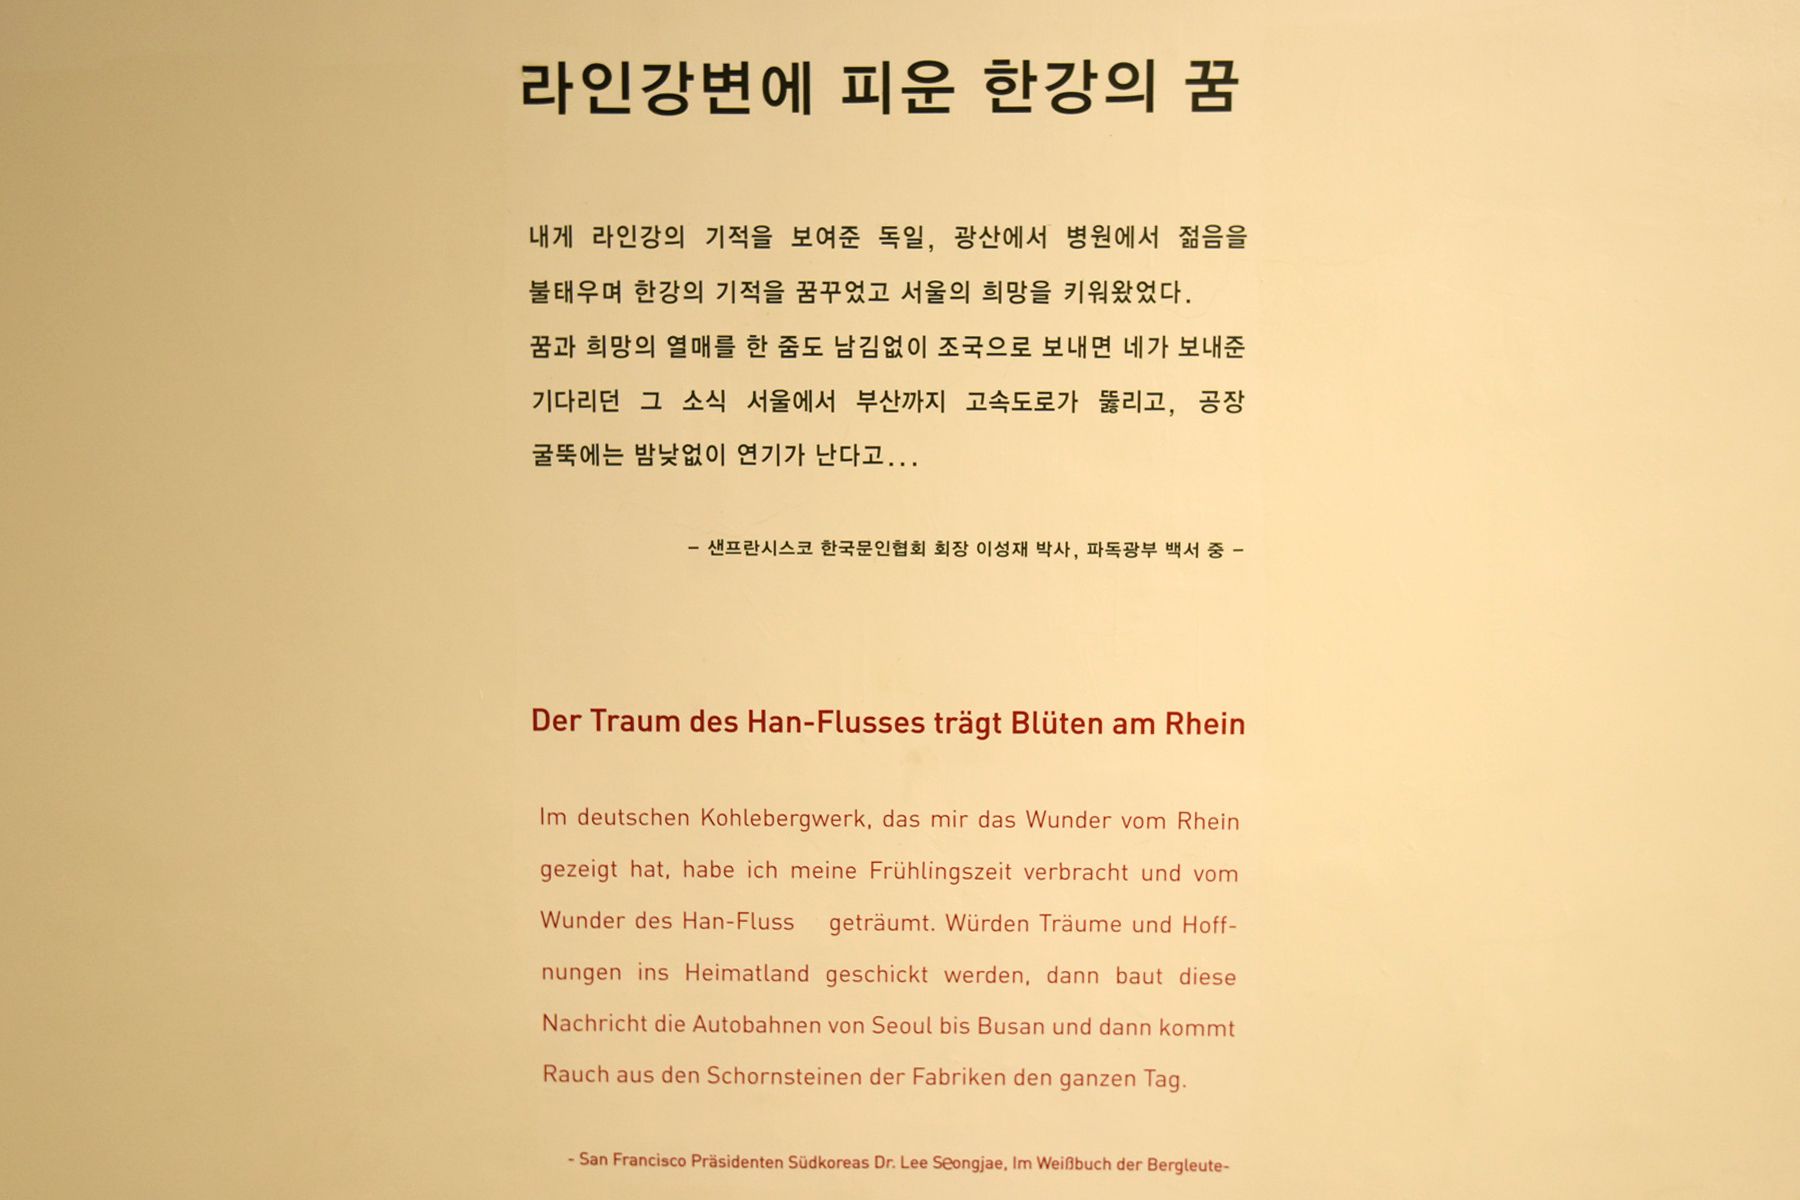 라인강변에 피운 한강의 꿈
내게 라인강의 기적을 보여준 독일, 광산에서 병원에서 젊음을
불태우며 한강의 기적을 꿈꾸었고 서울의 희망을 키워왔었다.
꿈과 희망의 열매를 한 줌도 남김없이 조국으로 보내면 네가 보내준
기다리던 그 소식 서울에서 부산까지 고속도로가 뚫리고, 공장
굴뚝에는 밤낮없이 연기가 난다고...
– 샌프란시스코 한국문인협회 회장 이성재 박사, 파독광부 백서 중 –
Der Traum des Han-Flusses trägt Blüten am Rhein
Im deutschen Kohlebergwerk, das mir das Wunder vom Rhein
gezeigt hat, habe ich meine Frühlingszeit verbracht und vom
Wunder des Han-Fluss geträumt. Würden Träume und Hoff-
nungen ins Heimatland geschickt werden, dann baut diese
Nachricht die Autobahnen von Seoul bis Busan und dann kommt
Rauch aus den Schornsteinen der Fabriken den ganzen Tag.
- San Francisco Präsidenten Südkoreas Dr. Lee Seongjae, Im Weißbuch der Bergleute-